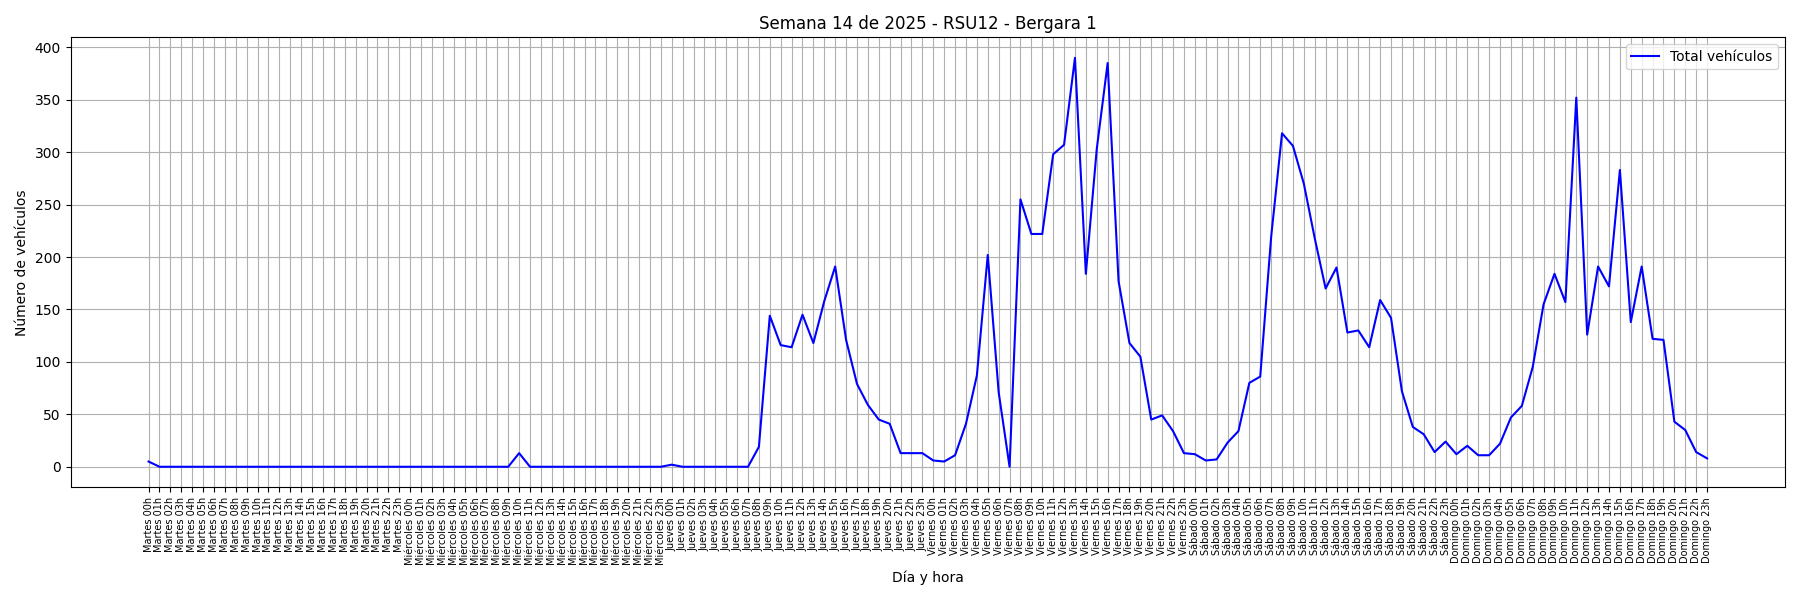 Semana 14 de 2025 - RSU12 - Bergara 1
Total vehículos
Número de vehículos
400
350
300
250
200
150
100
50
0
Martes 00h
Martes 01h
Martes 02h
Martes 03h
Martes 04h
Martes 05h
Martes 06h
Martes 07h
Martes 08h
Martes 09h
Martes 10h
Martes 11h
Martes 12h
Martes 13h
Martes 14h
Martes 15h
Martes 16h
Martes 17h
Martes 18h
Martes 19h
Martes 20h
Martes 21h
Martes 22h
Martes 23h
Miércoles 00h
Miércoles 01h
Miércoles 02h
Miércoles 03h
Miércoles 04h
Miércoles 05h
Miércoles 06h
Miércoles 07h
Miércoles 08h
Miércoles 09h
Miércoles 10h
Miércoles 11h
Miércoles 12h
Miércoles 13h
Miércoles 14h
Miércoles 15h
Miércoles 16h
Miércoles 17h
Miércoles 18h
Miércoles 19h
Miércoles 20h
Miércoles 21h
Miércoles 22h
Miércoles 23h
Jueves 00h
Jueves 01h
Jueves 02h
Jueves 03h
Jueves 04h
Jueves 05h
Jueves 06h
Jueves 07h
Jueves 08h
Jueves 09h
Jueves 10h
Jueves 11h
Jueves 12h
Jueves 13h
Jueves 14h
Jueves 15h
Jueves 16h
Jueves 17h
Jueves 18h
Jueves 19h
Jueves 20h
Jueves 21h
Jueves 22h
Jueves 23h
Viernes 00h
Viernes 01h
Viernes 02h
Viernes 03h
Viernes 04h
Viernes 05h
Viernes 06h
Viernes 07h
Viernes 08h
Viernes 09h
Viernes 10h
Viernes 11h
Viernes 12h
Viernes 13h
Viernes 14h
Viernes 15h
Viernes 16h
Viernes 17h
Viernes 18h
Viernes 19h
Viernes 20h
Viernes 21h
Viernes 22h
Viernes 23h
Sábado 00h
Sábado 01h
Sábado 02h
Sábado 03h
Sábado 04h
Sábado 05h
Sábado 06h
Sábado 07h
Sábado 08h
Sábado 09h
Sábado 10h
Sábado 11h
Sábado 12h
Sábado 13h
Sábado 14h
Sábado 15h
Sábado 16h
Sábado 17h
Sábado 18h
Sábado 19h
Sábado 20h
Sábado 21h
Sábado 22h
Sábado 23h
Domingo 00h
Domingo 01h
Domingo 02h
Domingo 03h
Domingo 04h
Domingo 05h
Domingo 06h
Domingo 07h
Domingo 08h
Domingo 09h
Domingo 10h
Domingo 11h
Domingo 12h
Domingo 13h
Domingo 14h
Domingo 15h
Domingo 16h
Domingo 17h
Domingo 18h
Domingo 19h
Domingo 20h
Domingo 21h
Domingo 22h
Domingo 23h
Día y hora